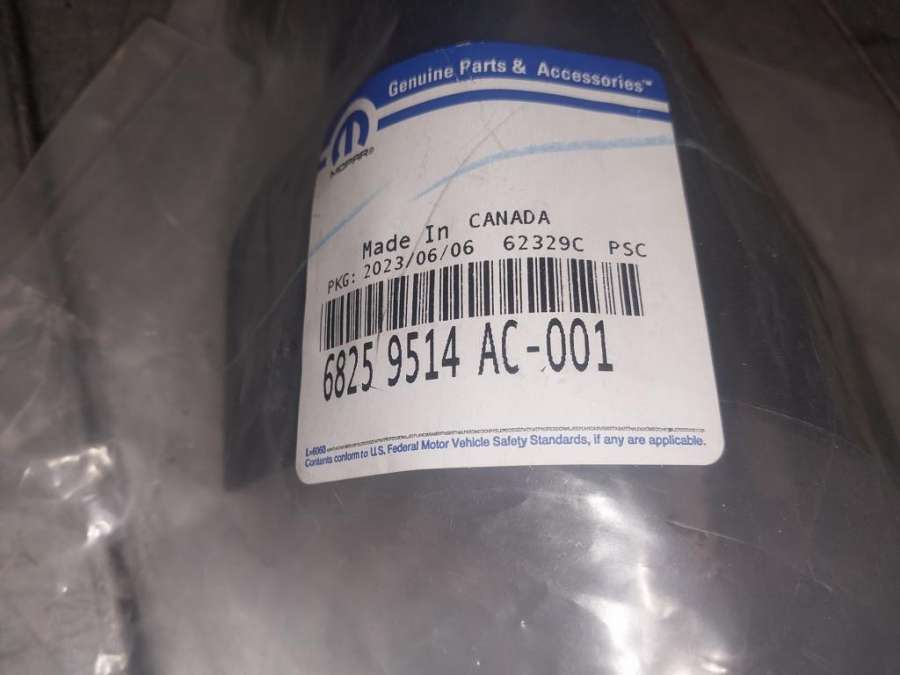 Genuine Parts & Accessories™
MOPAR®
Made In CANADA
PKG: 2023/06/06 62329C PSC
6825 9514 AC-001
L-6060
Contents conform to U.S. Federal Motor Vehicle Safety Standards, if any are applicable.